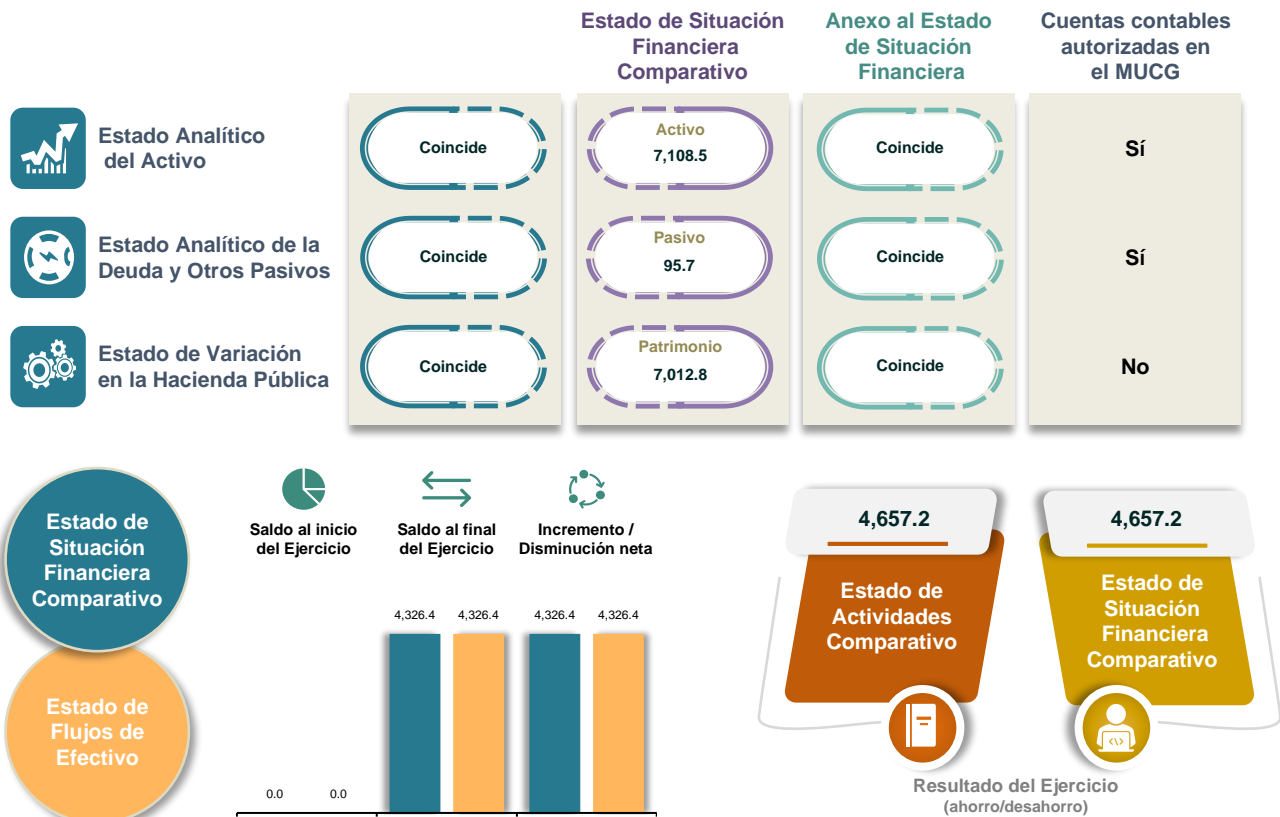 Estado de Situación
Financiera
Comparativo
Anexo al Estado
de Situación
Financiera
Cuentas contables
autorizadas en
el MUCG
Estado Analítico
del Activo
Coincide
Activo
7,108.5
Coincide
Sí
Estado Analítico de la
Deuda y Otros Pasivos
Coincide
Pasivo
95.7
Coincide
Sí
Estado de Variación
en la Hacienda Pública
Coincide
Patrimonio
7,012.8
Coincide
No
Estado de
Situación
Financiera
Comparativo
Estado de
Flujos de
Efectivo
Saldo al inicio
del Ejercicio
Saldo al final
del Ejercicio
Incremento /
Disminución neta
0.0
0.0
4,326.4
4,326.4
4,326.4
4,326.4
4,657.2
Estado de
Actividades
Comparativo
4,657.2
Estado de
Situación
Financiera
Comparativo
Resultado del Ejercicio
(ahorro/desahorro)